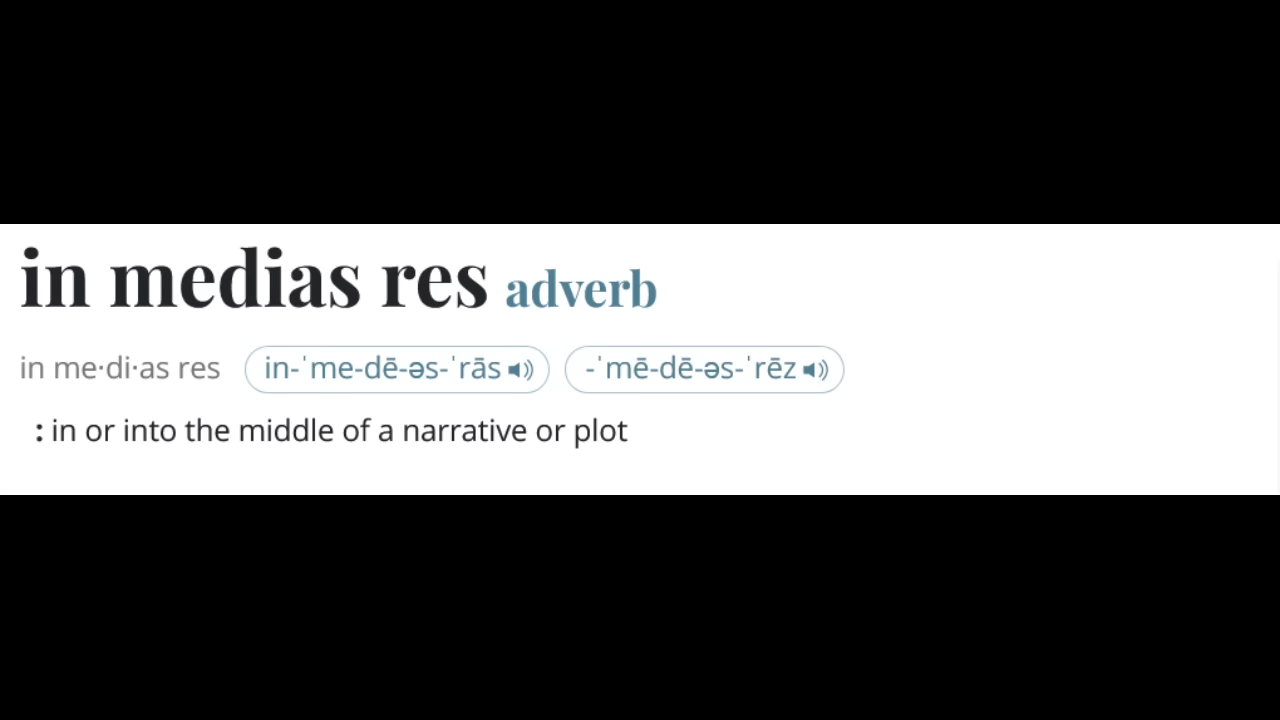 in medias res adverb
in me·di·as res in-ˈme-dē-əs-ˈrās -ˈmē-dē-əs-ˈrēz
: in or into the middle of a narrative or plot